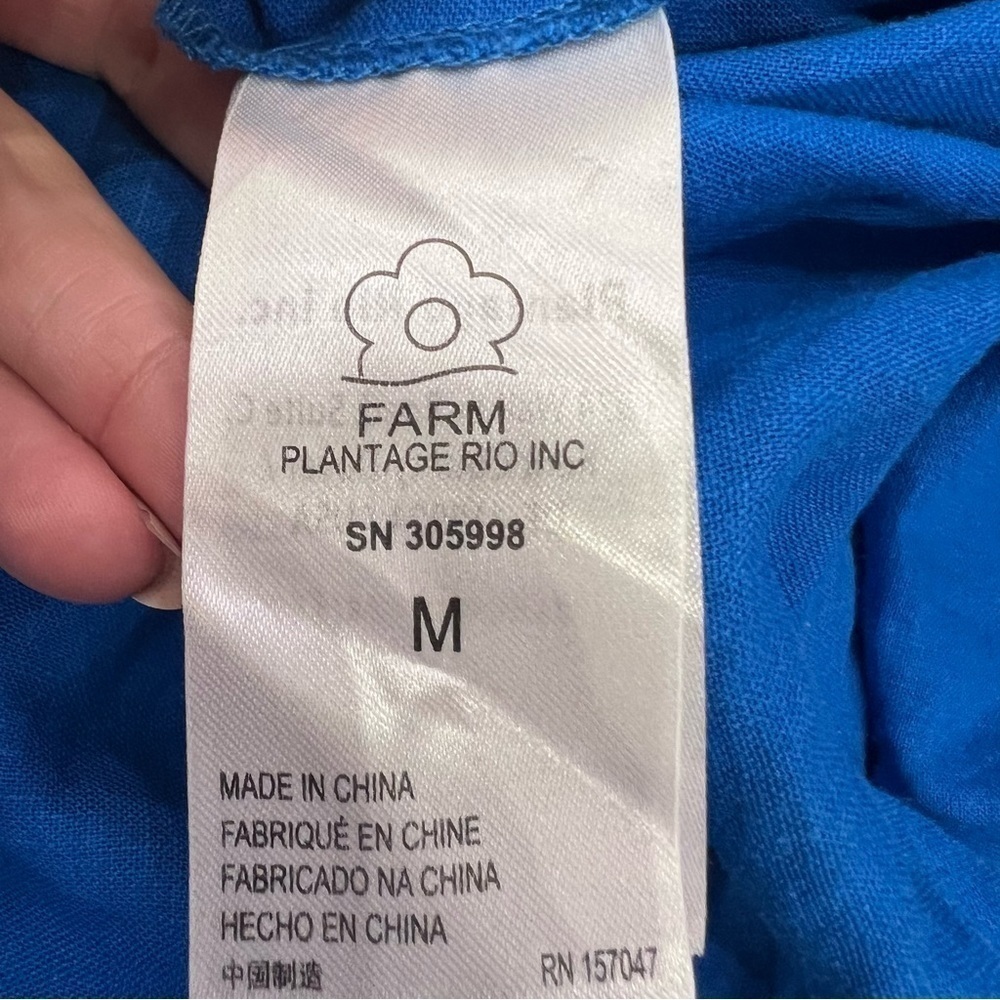 FARM
PLANTAGE RIO INC
SN 305998
M
MADE IN CHINA
FABRIQUÉ EN CHINE
FABRICADO NA CHINA
HECHO EN CHINA
中国制造
RN 157047